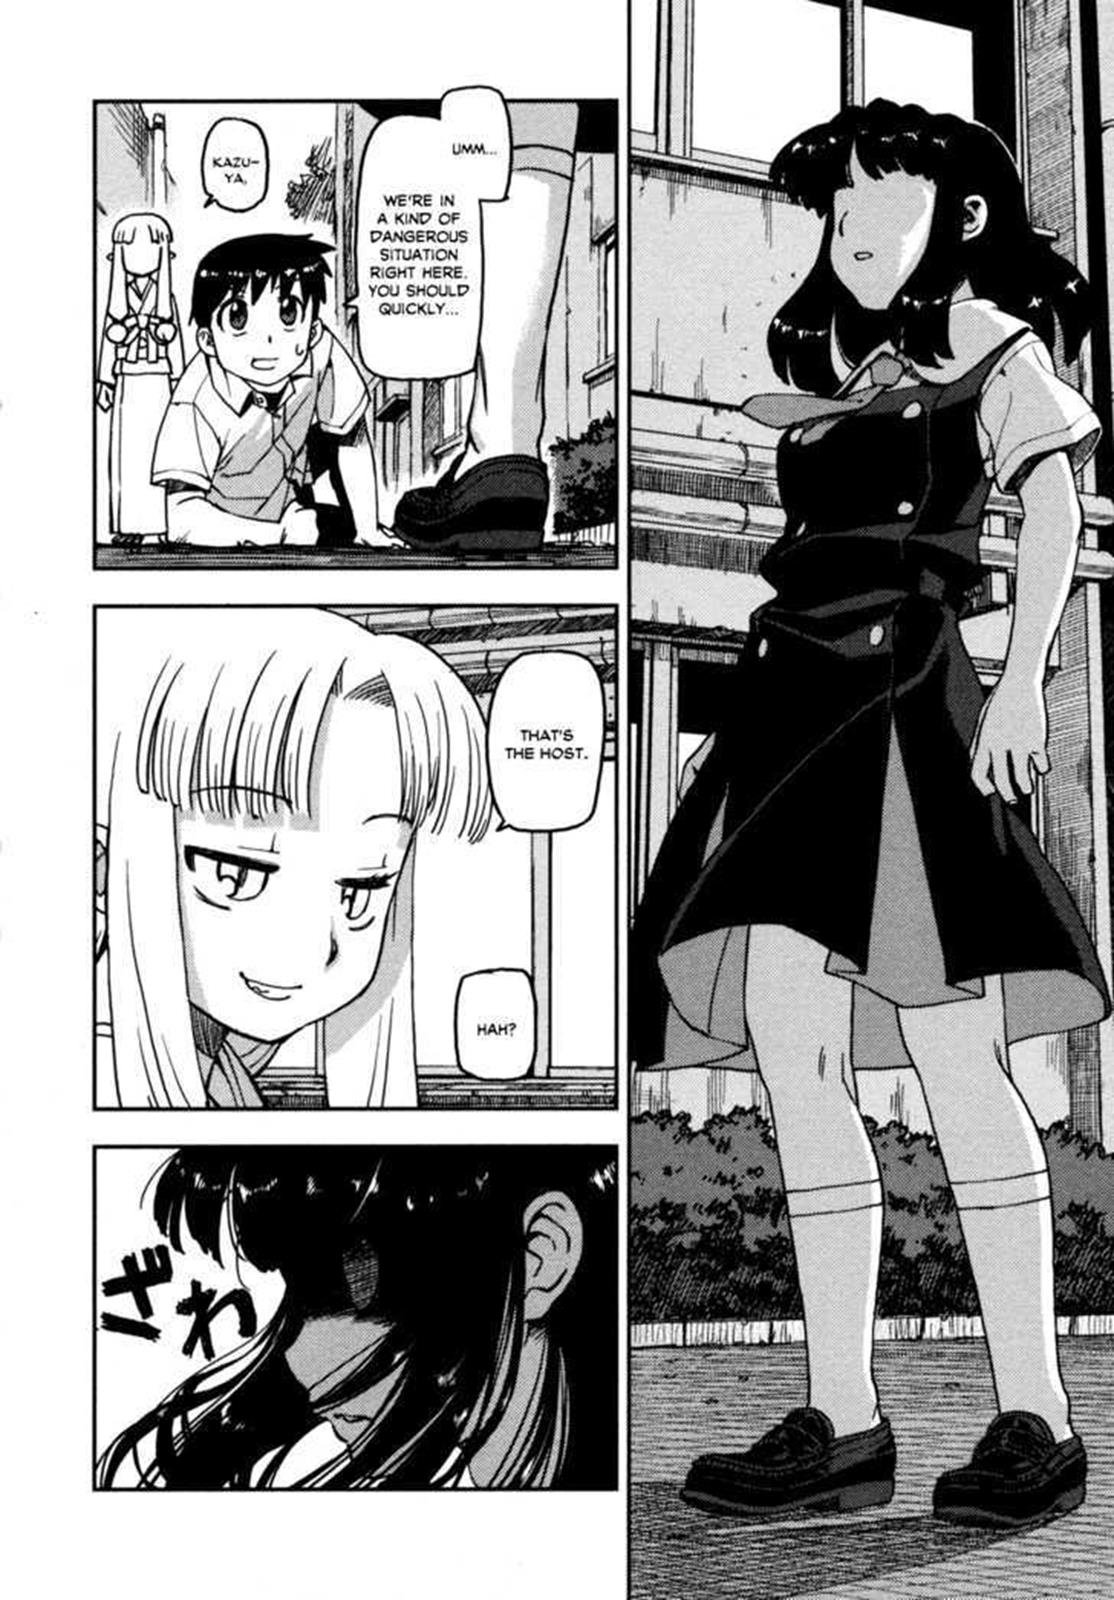 UMM...
WE'RE IN
A KIND OF
DANGEROUS
SITUATION
RIGHT HERE.
YOU SHOULD
QUICKLY...
KAZU-
YA,
THAT'S
THE HOST.
HAH?
ざわ